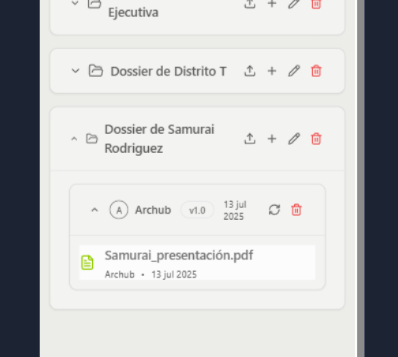 Ejecutiva
Dossier de Distrito T
Dossier de Samurai
Rodriguez
A Archub v1.0 13 jul
2025
Samurai_presentación.pdf
Archub • 13 jul 2025